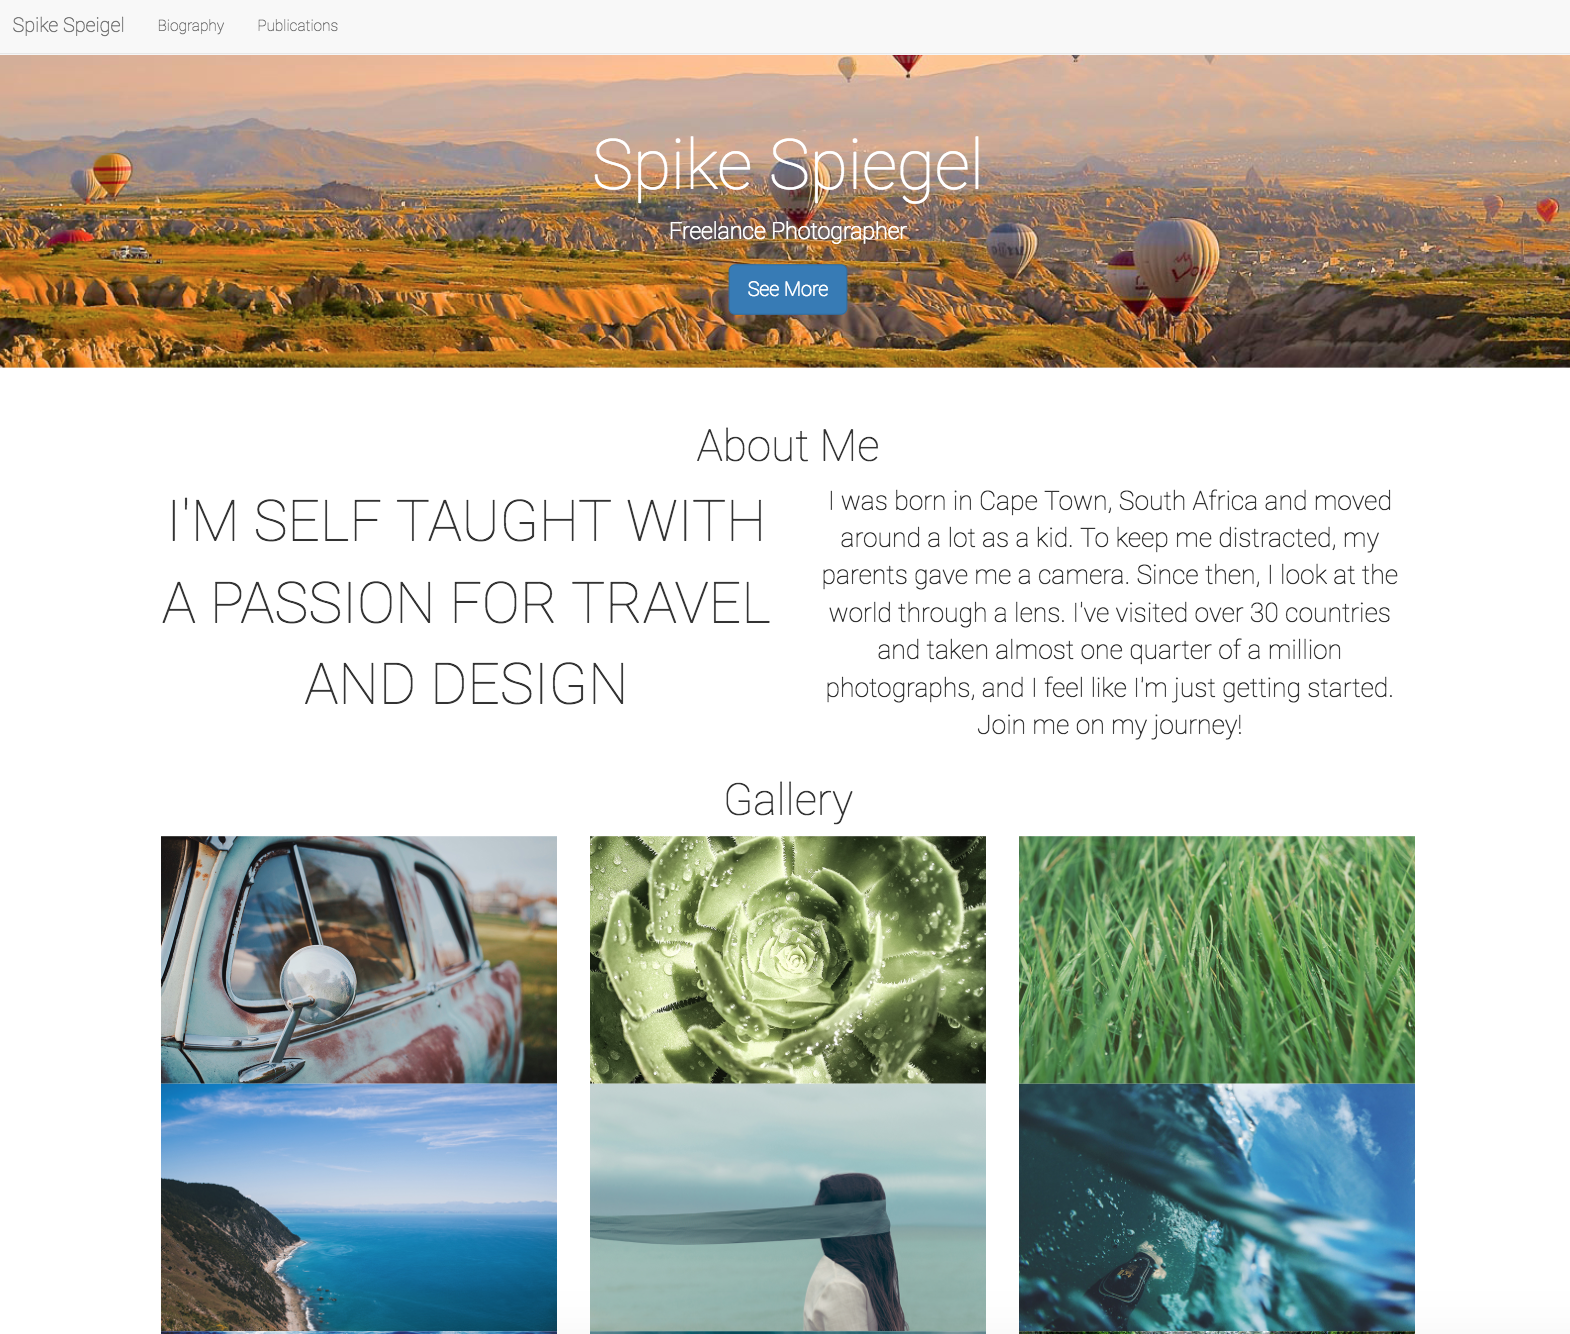 Spike Speigel Biography Publications
Spike Spiegel
Freelance Photographer
See More
About Me
I'M SELF TAUGHT WITH
A PASSION FOR TRAVEL
AND DESIGN
I was born in Cape Town, South Africa and moved
around a lot as a kid. To keep me distracted, my
parents gave me a camera. Since then, I look at the
world through a lens. I've visited over 30 countries
and taken almost one quarter of a million
photographs, and I feel like I'm just getting started.
Join me on my journey!
Gallery